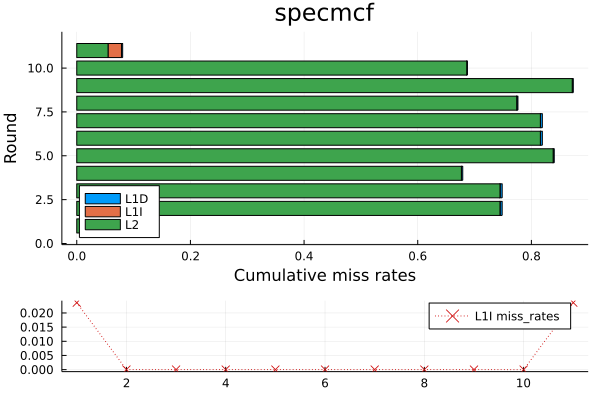 specmcf
Round
10.0
7.5
5.0
2.5
0.0
L1D
L1I
L2
0.0 0.2 0.4 0.6 0.8
Cumulative miss rates
0.020
0.015
0.010
0.005
0.000
L1I miss_rates
2 4 6 8 10